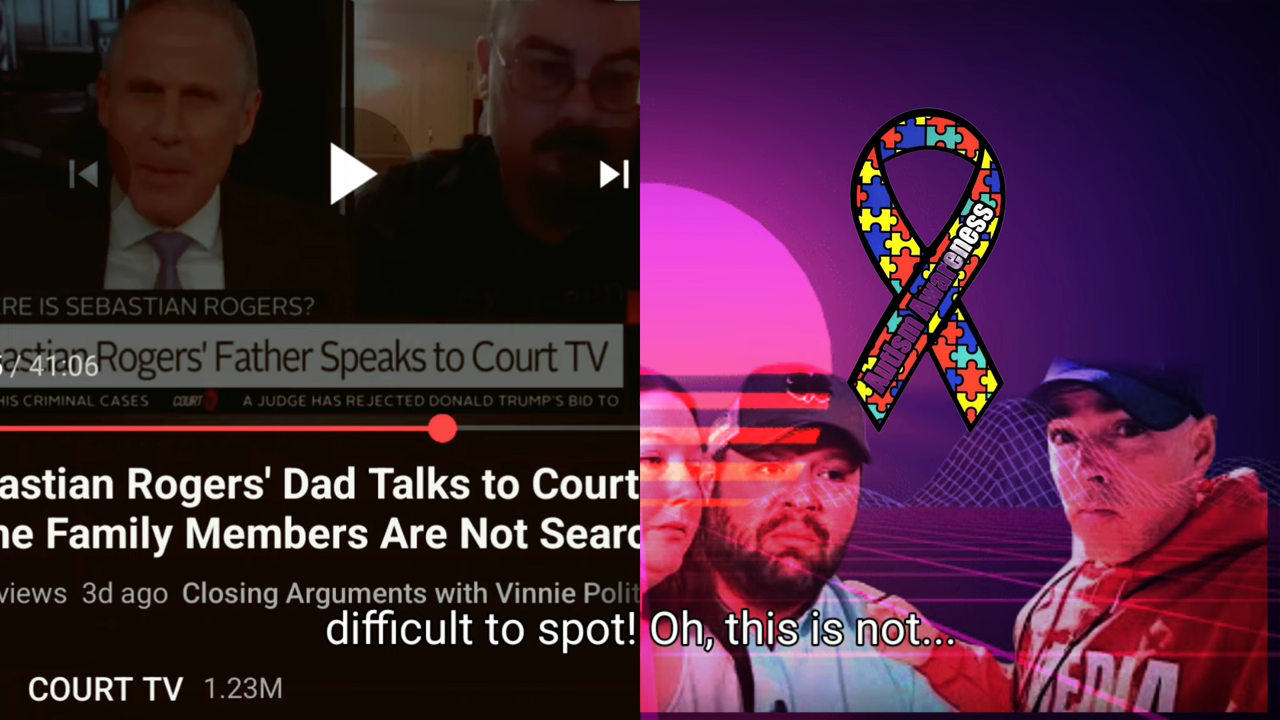 RE IS SEBASTIAN ROGERS?
astian Rogers' Father Speaks to Court TV
/ 41:06
HIS CRIMINAL CASES COURT A JUDGE HAS REJECTED DONALD TRUMP'S BID TO
astian Rogers' Dad Talks to Court
ne Family Members Are Not Sear
views 3d ago Closing Arguments with Vinnie Polit
COURT TV 1.23M
Autism Awareness
MEDIA
difficult to spot! Oh, this is not...